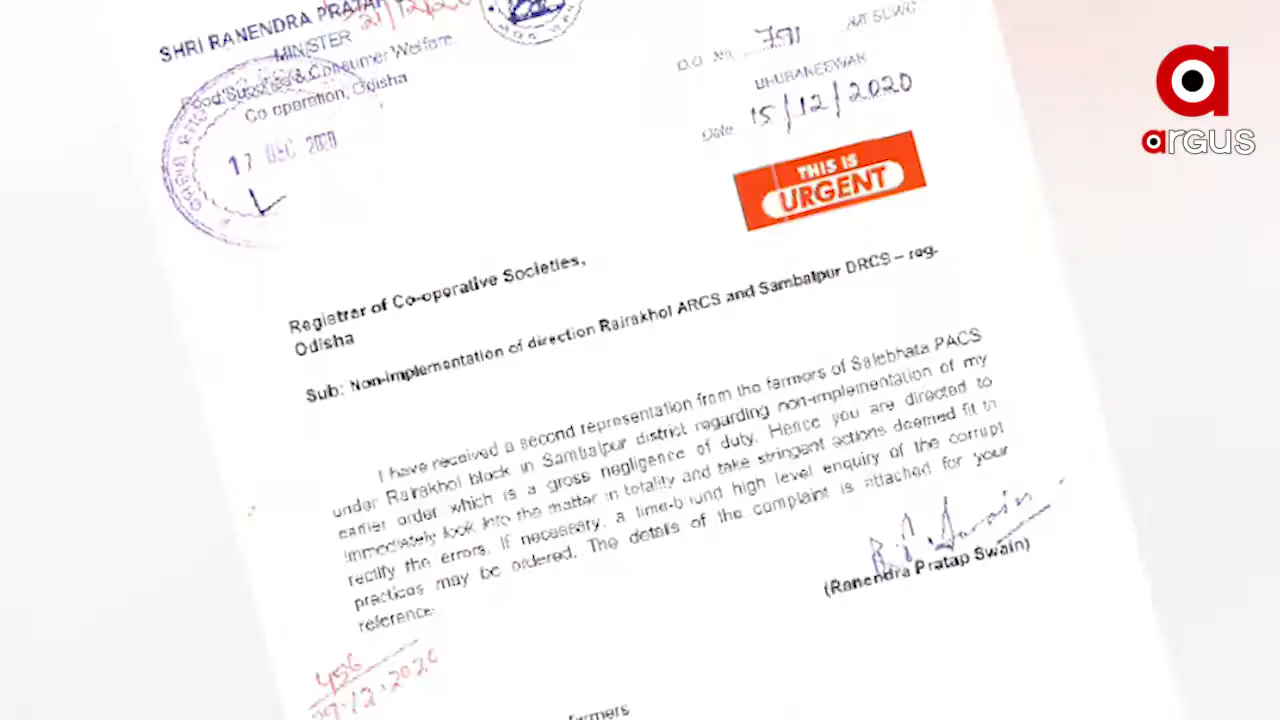 SHRI RANENDRA PRATAP
21/12/20
MINISTER
Food Supplies & Consumer Welfare
Co operation, Odisha
17 DEC 2020
D.O. No. 791
BHUBANESWAR
Date 15/12/2020
THIS IS
URGENT
argus
Registrar of Co-operative Societies,
Odisha
Sub: Non-implementation of direction Rairakhol ARCS and Sambalpur DRCS – reg.
I have received a second representation from the farmers of Salebhata PACS
under Rairakhol block in Sambalpur district regarding non-implementation of my
earlier order which is a gross negligence of duty. Hence you are directed to
immediately look into the matter in totality and take stringent actions deemed fit to
rectify the errors. If necessary, a time-bound high level enquiry of the corrupt
practices may be ordered. The details of the complaint is attached for your
reference.
R.P. Swain
(Ranendra Pratap Swain)
456
farmers